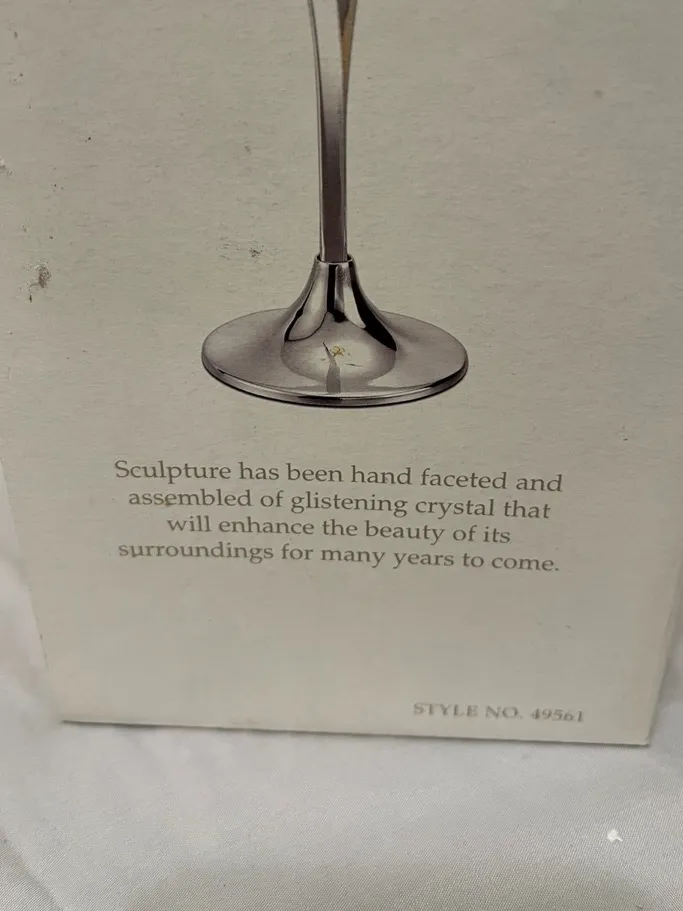 Sculpture has been hand faceted and
assembled of glistening crystal that
will enhance the beauty of its
surroundings for many years to come.
STYLE NO. 49561